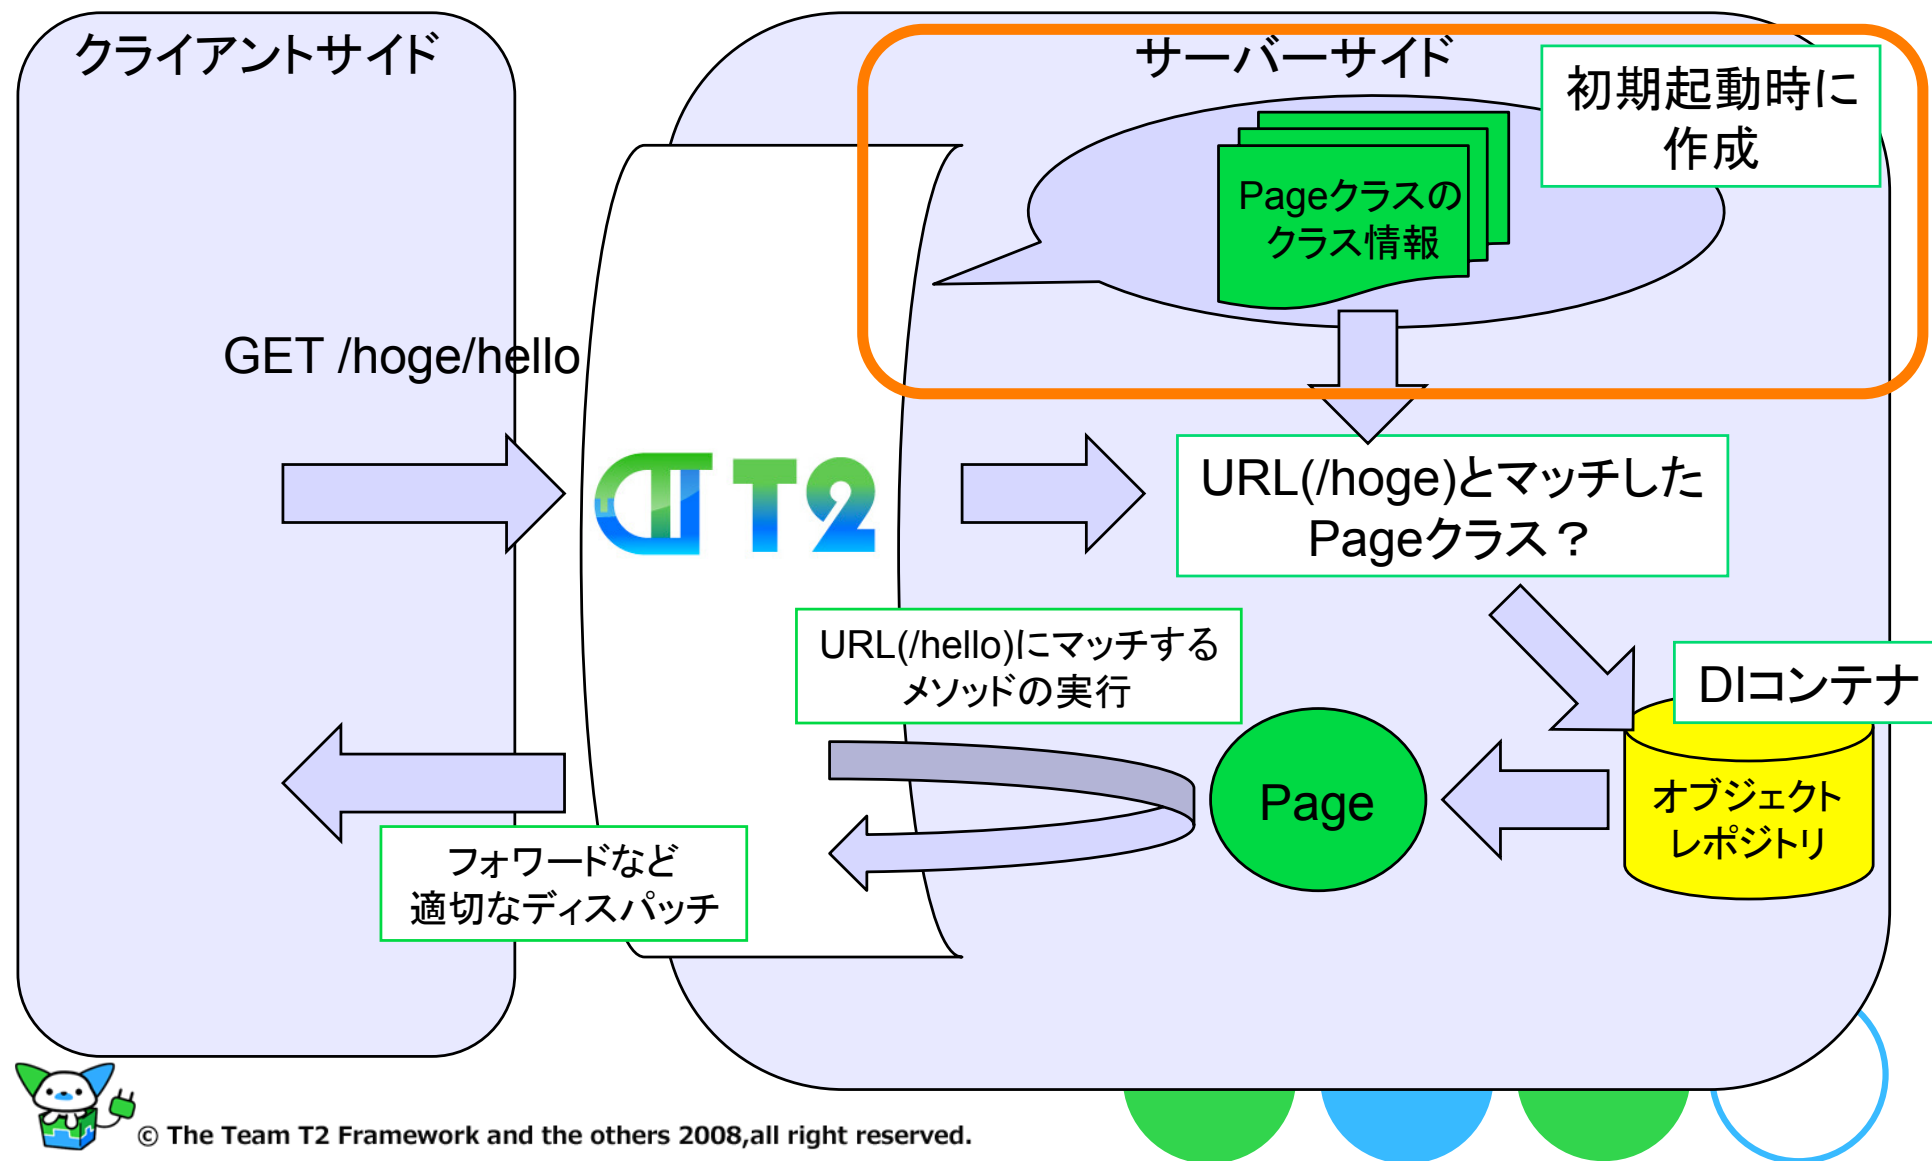 クライアントサイド
サーバーサイド
初期起動時に
作成
Pageクラスの
クラス情報
GET /hoge/hello
T2
URL(/hoge)とマッチした
Pageクラス？
URL(/hello)にマッチする
メソッドの実行
DIコンテナ
オブジェクト
レポジトリ
Page
フォワードなど
適切なディスパッチ
© The Team T2 Framework and the others 2008,all right reserved.